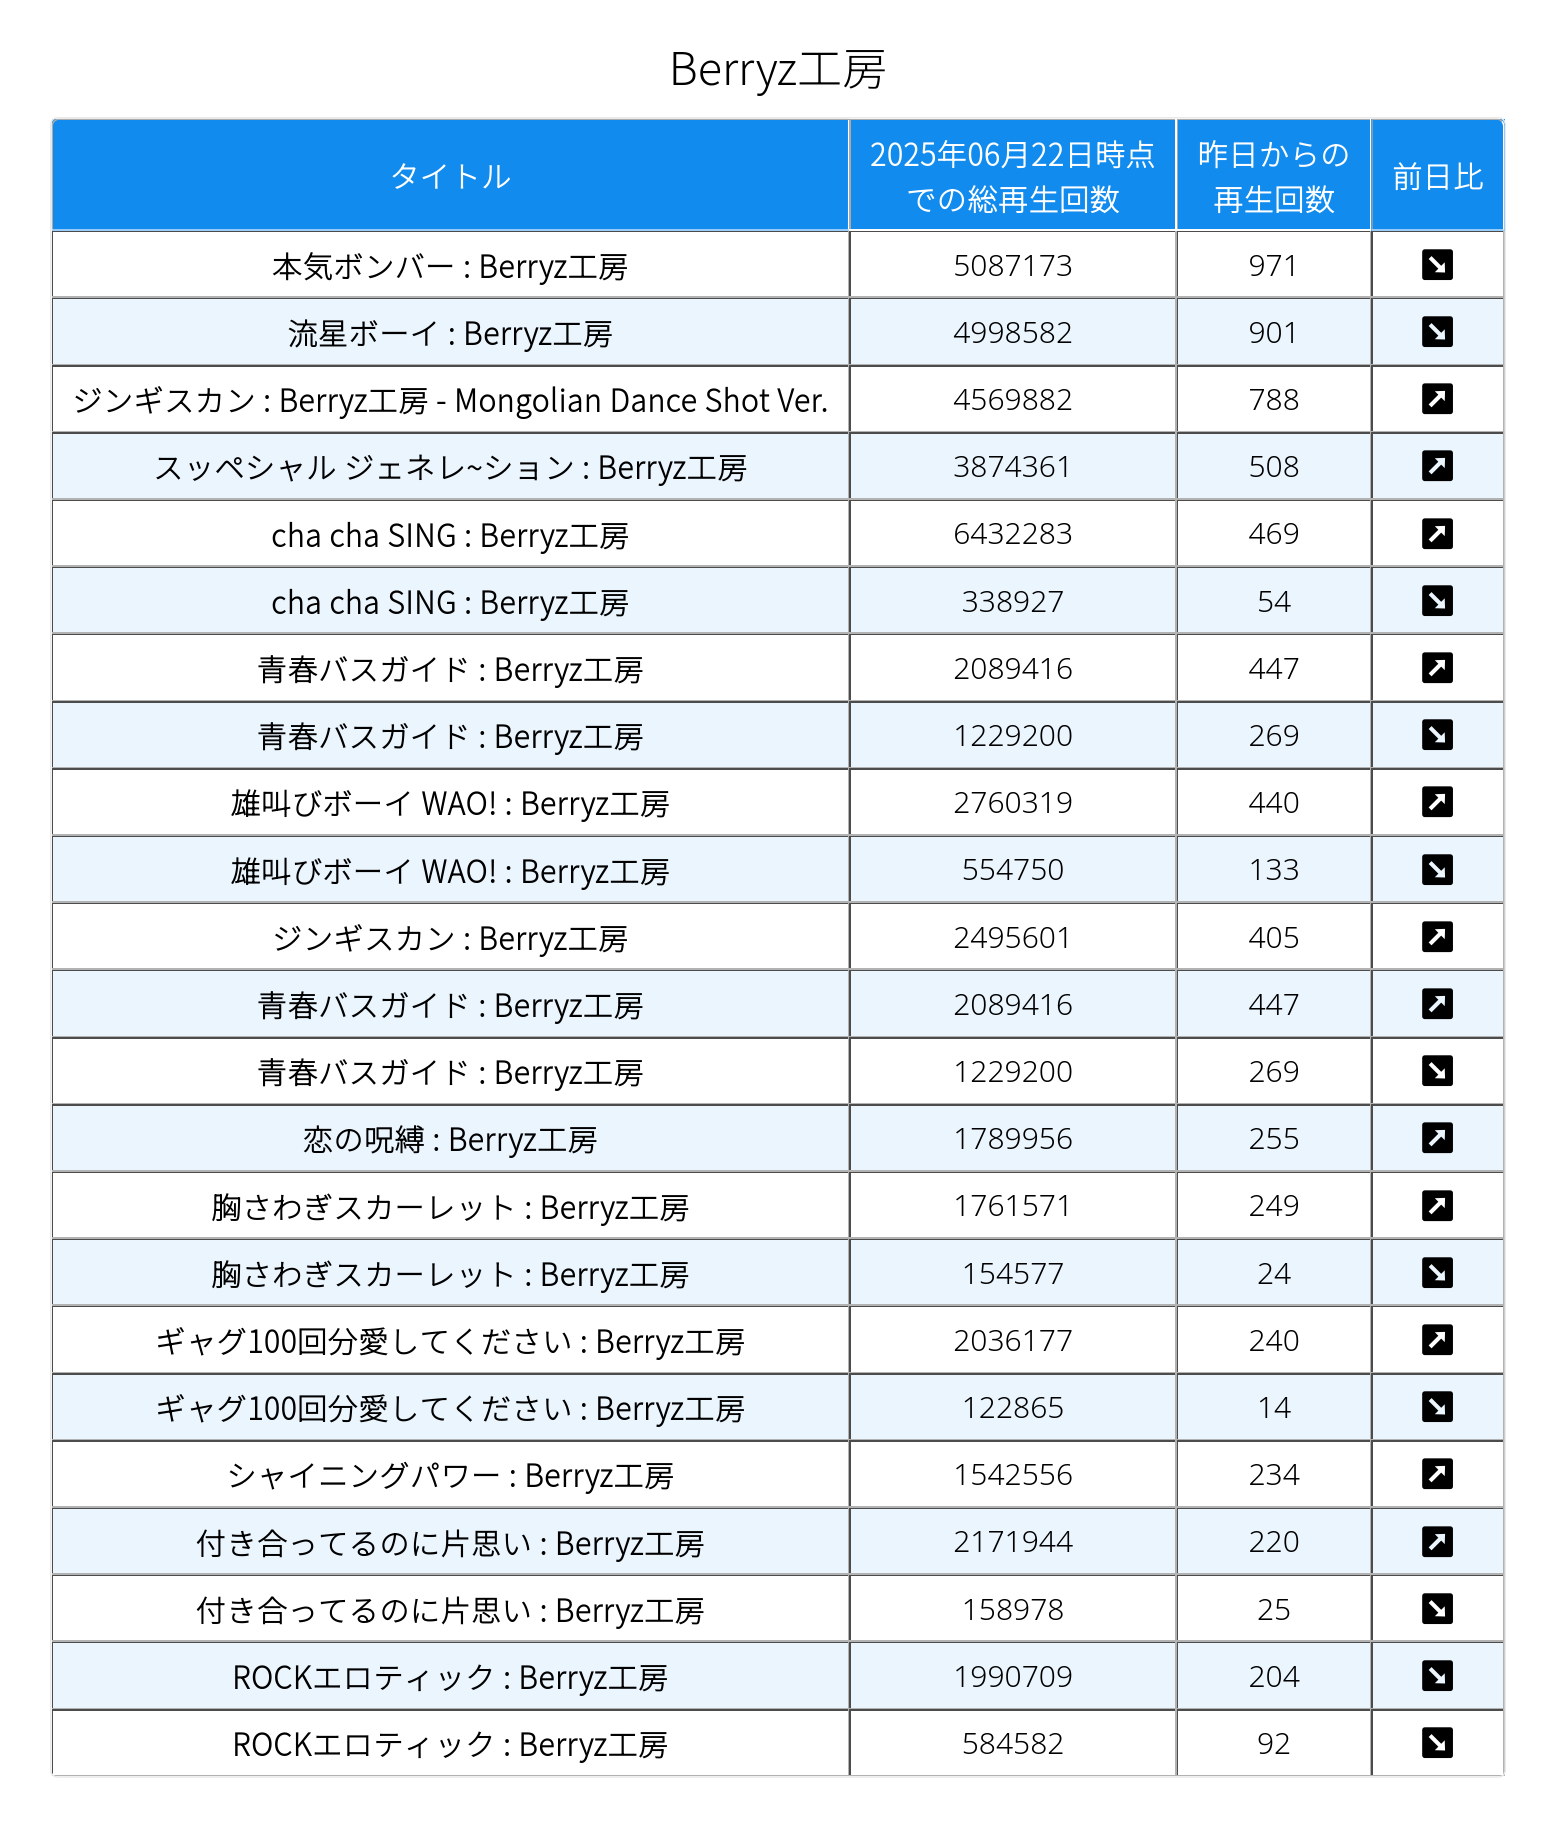 Berryz工房
タイトル 2025年06月22日時点での総再生回数 昨日からの再生回数 前日比
本気ボンバー : Berryz工房 5087173 971 ↘
流星ボーイ : Berryz工房 4998582 901 ↘
ジンギスカン : Berryz工房 - Mongolian Dance Shot Ver. 4569882 788 ↗
スッペシャル ジェネレ~ション : Berryz工房 3874361 508 ↗
cha cha SING : Berryz工房 6432283 469 ↗
cha cha SING : Berryz工房 338927 54 ↘
青春バスガイド : Berryz工房 2089416 447 ↗
青春バスガイド : Berryz工房 1229200 269 ↘
雄叫びボーイ WAO! : Berryz工房 2760319 440 ↗
雄叫びボーイ WAO! : Berryz工房 554750 133 ↘
ジンギスカン : Berryz工房 2495601 405 ↗
青春バスガイド : Berryz工房 2089416 447 ↗
青春バスガイド : Berryz工房 1229200 269 ↘
恋の呪縛 : Berryz工房 1789956 255 ↗
胸さわぎスカーレット : Berryz工房 1761571 249 ↗
胸さわぎスカーレット : Berryz工房 154577 24 ↘
ギャグ100回分愛してください : Berryz工房 2036177 240 ↗
ギャグ100回分愛してください : Berryz工房 122865 14 ↘
シャイニングパワー : Berryz工房 1542556 234 ↗
付き合ってるのに片思い : Berryz工房 2171944 220 ↗
付き合ってるのに片思い : Berryz工房 158978 25 ↘
ROCKエロティック : Berryz工房 1990709 204 ↘
ROCKエロティック : Berryz工房 584582 92 ↘